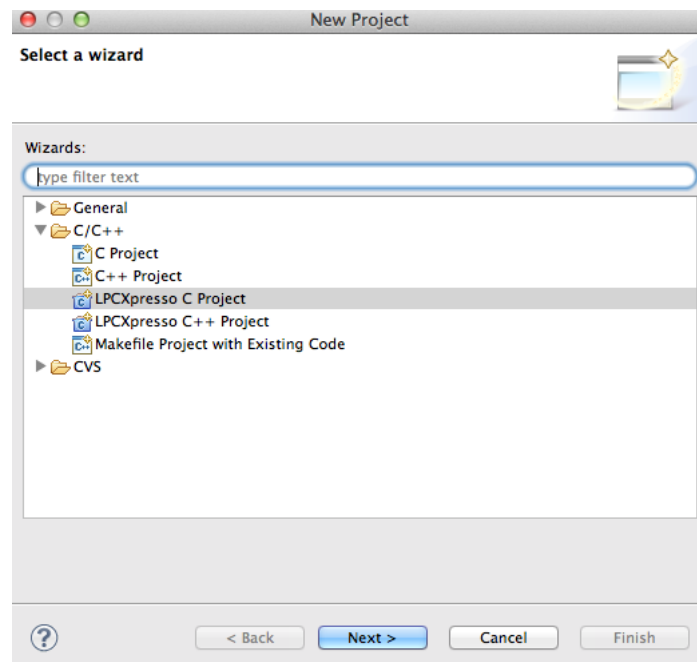 New Project
Select a wizard
Wizards:
type filter text
General
C/C++
C Project
C++ Project
LPCXpresso C Project
LPCXpresso C++ Project
Makefile Project with Existing Code
CVS
? < Back Next > Cancel Finish